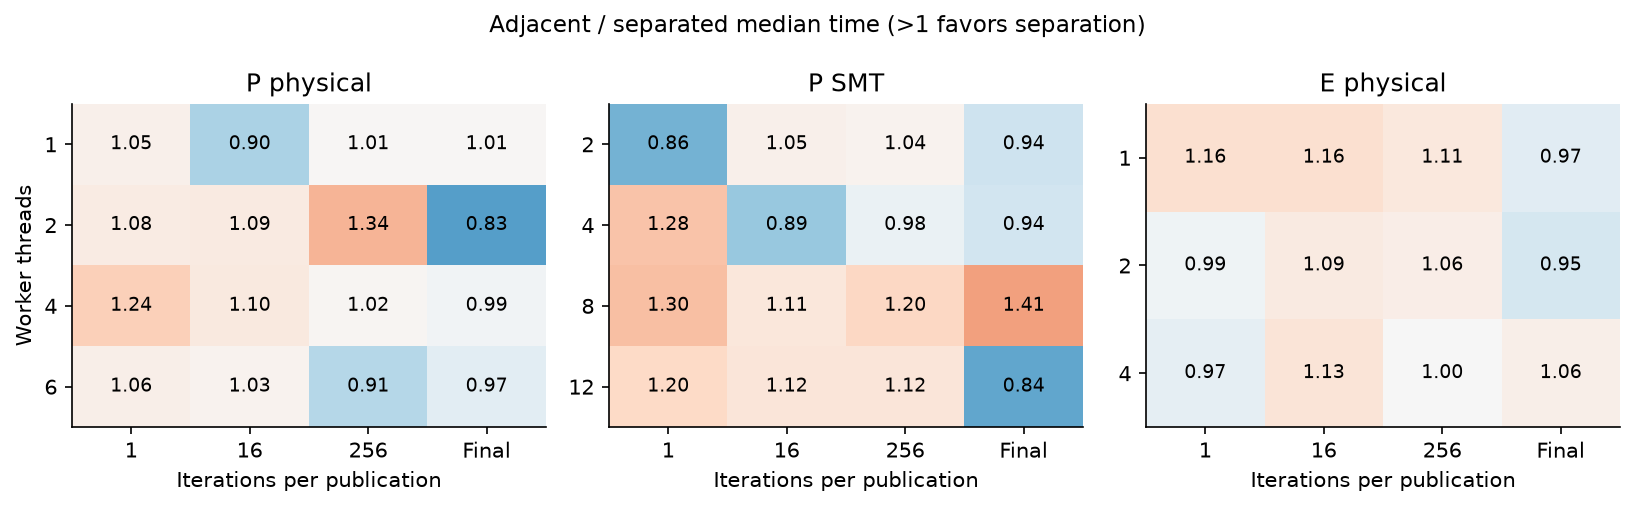 Adjacent / separated median time (>1 favors separation)
P physical
Worker threads
1 1.05 0.90 1.01 1.01
2 1.08 1.09 1.34 0.83
4 1.24 1.10 1.02 0.99
6 1.06 1.03 0.91 0.97
1 16 256 Final
Iterations per publication
P SMT
2 0.86 1.05 1.04 0.94
4 1.28 0.89 0.98 0.94
8 1.30 1.11 1.20 1.41
12 1.20 1.12 1.12 0.84
1 16 256 Final
Iterations per publication
E physical
1 1.16 1.16 1.11 0.97
2 0.99 1.09 1.06 0.95
4 0.97 1.13 1.00 1.06
1 16 256 Final
Iterations per publication